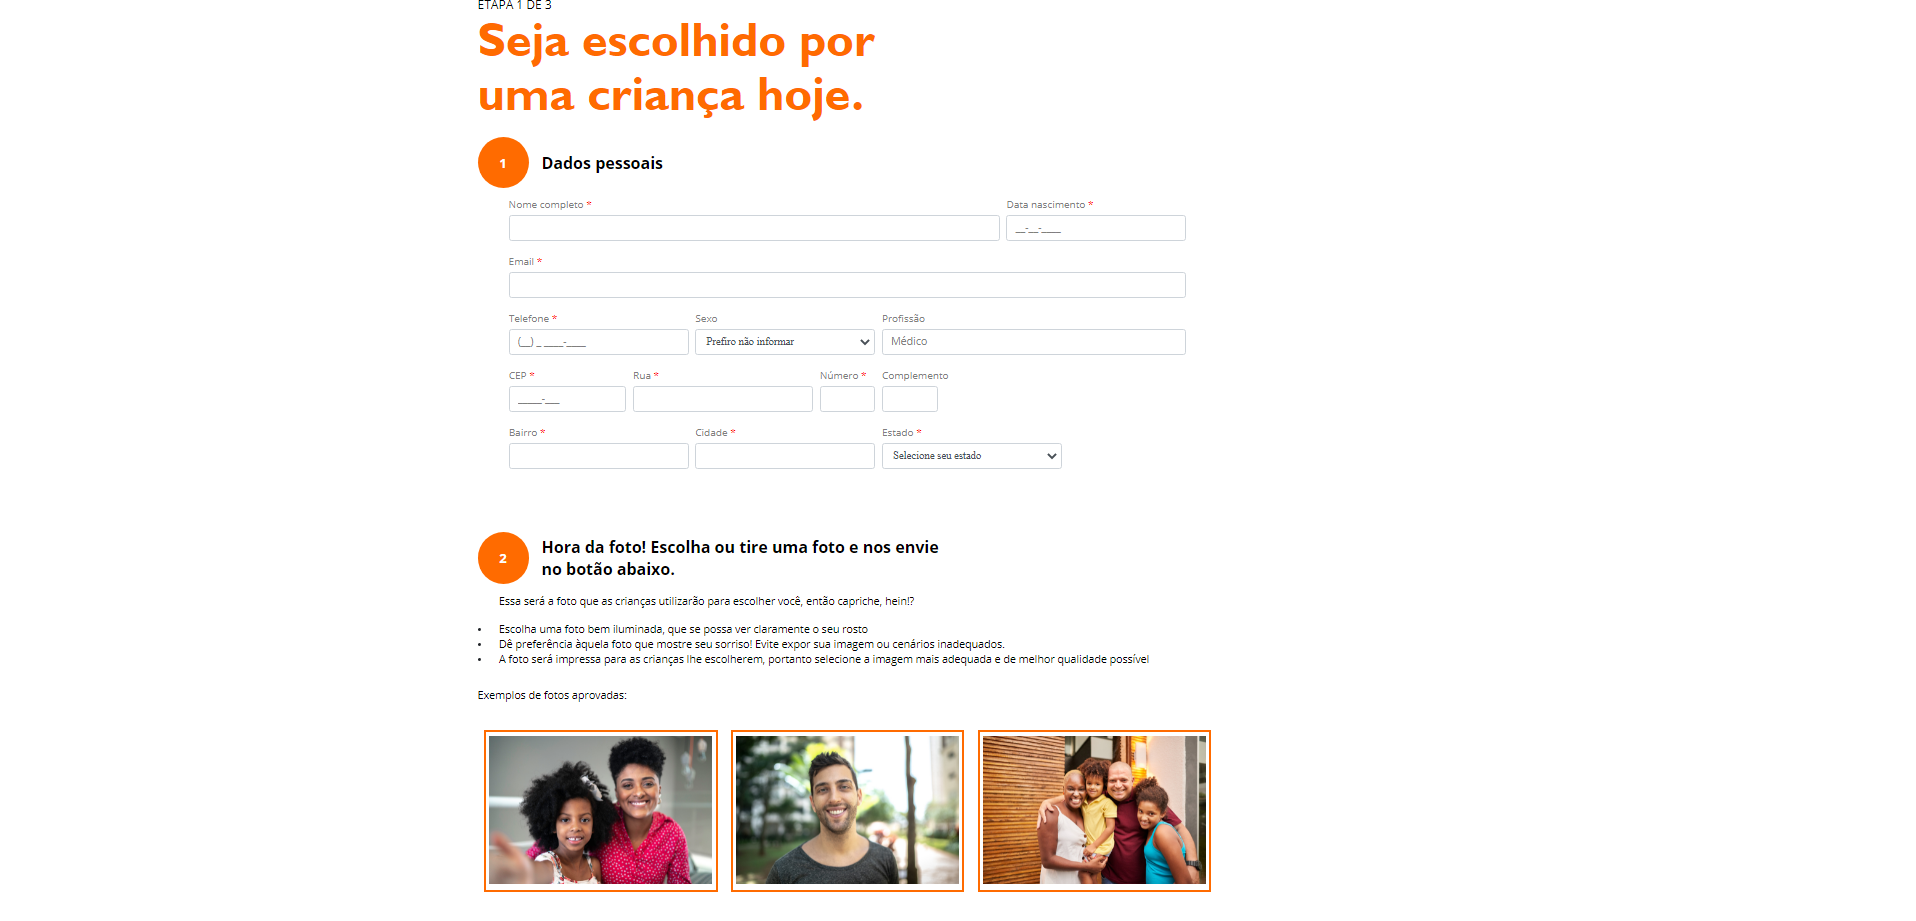 ETAPA 1 DE 3
Seja escolhido por
uma criança hoje.
1
Dados pessoais
Nome completo *
Data nascimento *
__-__-____
Email *
Telefone *
Sexo
Profissão
(__) _ ____-____
Prefiro não informar
Médico
CEP *
Rua *
Número *
Complemento
_____-___
Bairro *
Cidade *
Estado *
Selecione seu estado
2
Hora da foto! Escolha ou tire uma foto e nos envie
no botão abaixo.
Essa será a foto que as crianças utilizarão para escolher você, então capriche, hein!?
• Escolha uma foto bem iluminada, que se possa ver claramente o seu rosto
• Dê preferência àquela foto que mostre seu sorriso! Evite expor sua imagem ou cenários inadequados.
• A foto será impressa para as crianças lhe escolherem, portanto selecione a imagem mais adequada e de melhor qualidade possível
Exemplos de fotos aprovadas: